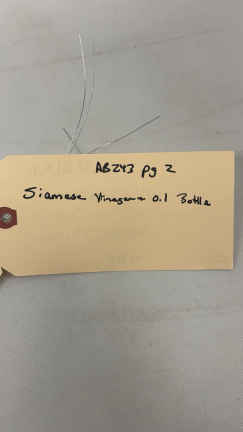 AB243 pg 2
Siamese Vinegar 0.1 Bottle